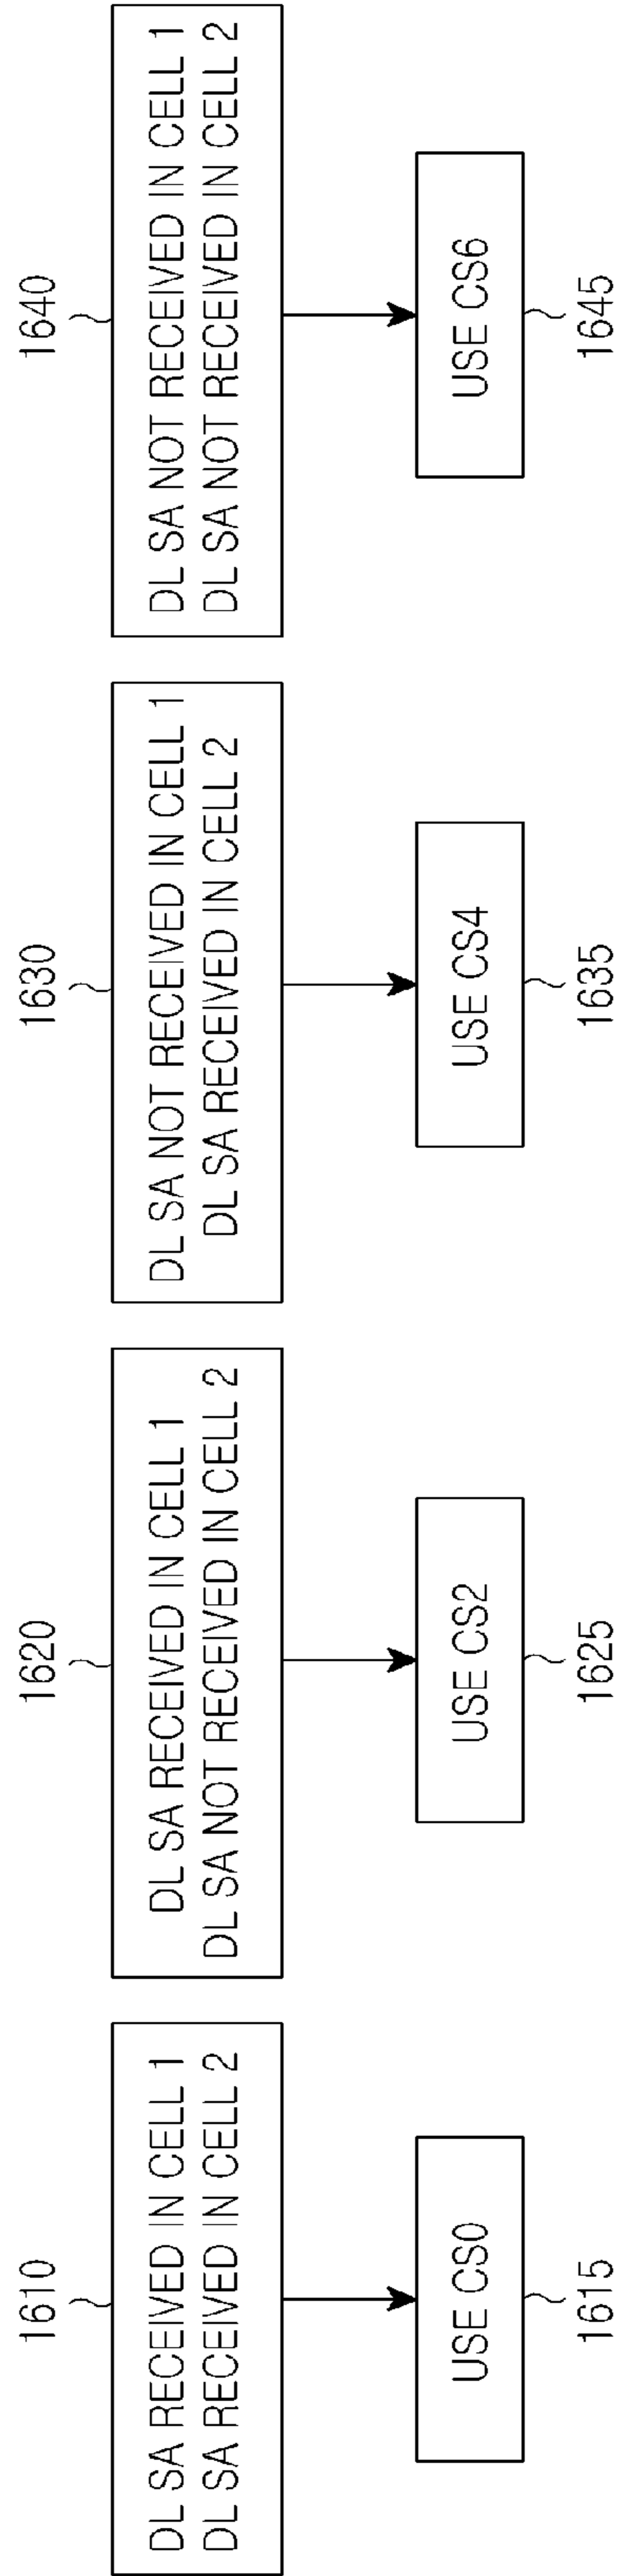 1610
DL SA RECEIVED IN CELL 1
DL SA RECEIVED IN CELL 2
USE CS0
1615
1620
DL SA RECEIVED IN CELL 1
DL SA NOT RECEIVED IN CELL 2
USE CS2
1625
1630
DL SA NOT RECEIVED IN CELL 1
DL SA RECEIVED IN CELL 2
USE CS4
1635
1640
DL SA NOT RECEIVED IN CELL 1
DL SA NOT RECEIVED IN CELL 2
USE CS6
1645